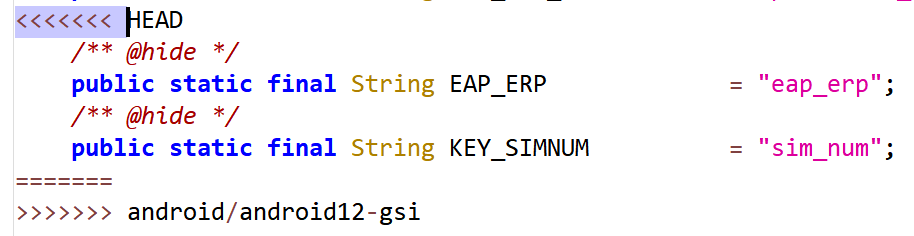 <<<<<<< HEAD
/** @hide */
public static final String EAP_ERP = "eap_erp";
/** @hide */
public static final String KEY_SIMNUM = "sim_num";
=======
>>>>>>> android/android12-gsi